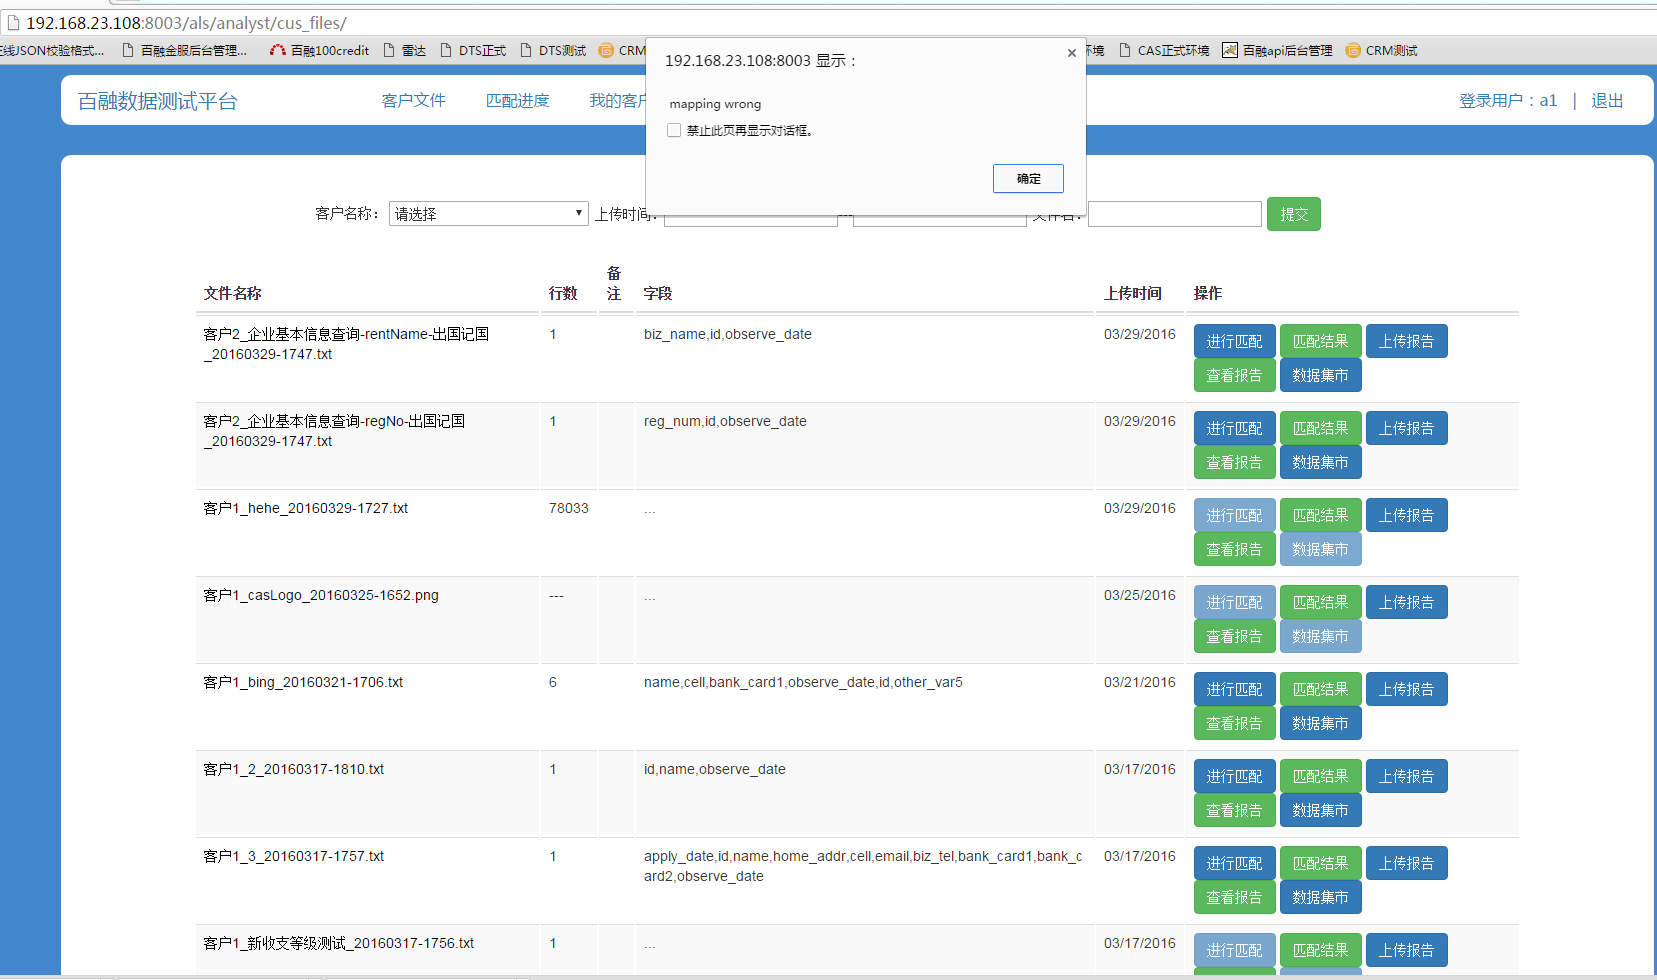 192.168.23.108:8003/als/analyst/cus_files/
在线JSON校验格式... 百融金服后台管理... 百融100credit 雷达 DTS正式 DTS测试 CRM 环境 CAS正式环境 百融api后台管理 CRM测试
192.168.23.108:8003 显示：
mapping wrong
禁止此页再显示对话框。
确定
百融数据测试平台 客户文件 匹配进度 我的客户 登录用户：a1 | 退出
客户名称： 请选择 上传时间： --- 文件名： 提交
文件名称 行数 备注 字段 上传时间 操作
客户2_企业基本信息查询-rentName-出国记国 1 biz_name,id,observe_date 03/29/2016 进行匹配 匹配结果 上传报告
_20160329-1747.txt
查看报告 数据集市
客户2_企业基本信息查询-regNo-出国记国 1 reg_num,id,observe_date 03/29/2016 进行匹配 匹配结果 上传报告
_20160329-1747.txt
查看报告 数据集市
客户1_hehe_20160329-1727.txt 78033 ... 03/29/2016 进行匹配 匹配结果 上传报告
查看报告 数据集市
客户1_casLogo_20160325-1652.png --- ... 03/25/2016 进行匹配 匹配结果 上传报告
查看报告 数据集市
客户1_bing_20160321-1706.txt 6 name,cell,bank_card1,observe_date,id,other_var5 03/21/2016 进行匹配 匹配结果 上传报告
查看报告 数据集市
客户1_2_20160317-1810.txt 1 id,name,observe_date 03/17/2016 进行匹配 匹配结果 上传报告
查看报告 数据集市
客户1_3_20160317-1757.txt 1 apply_date,id,name,home_addr,cell,email,biz_tel,bank_card1,bank_c 03/17/2016 进行匹配 匹配结果 上传报告
ard2,observe_date
查看报告 数据集市
客户1_新收支等级测试_20160317-1756.txt 1 ... 03/17/2016 进行匹配 匹配结果 上传报告